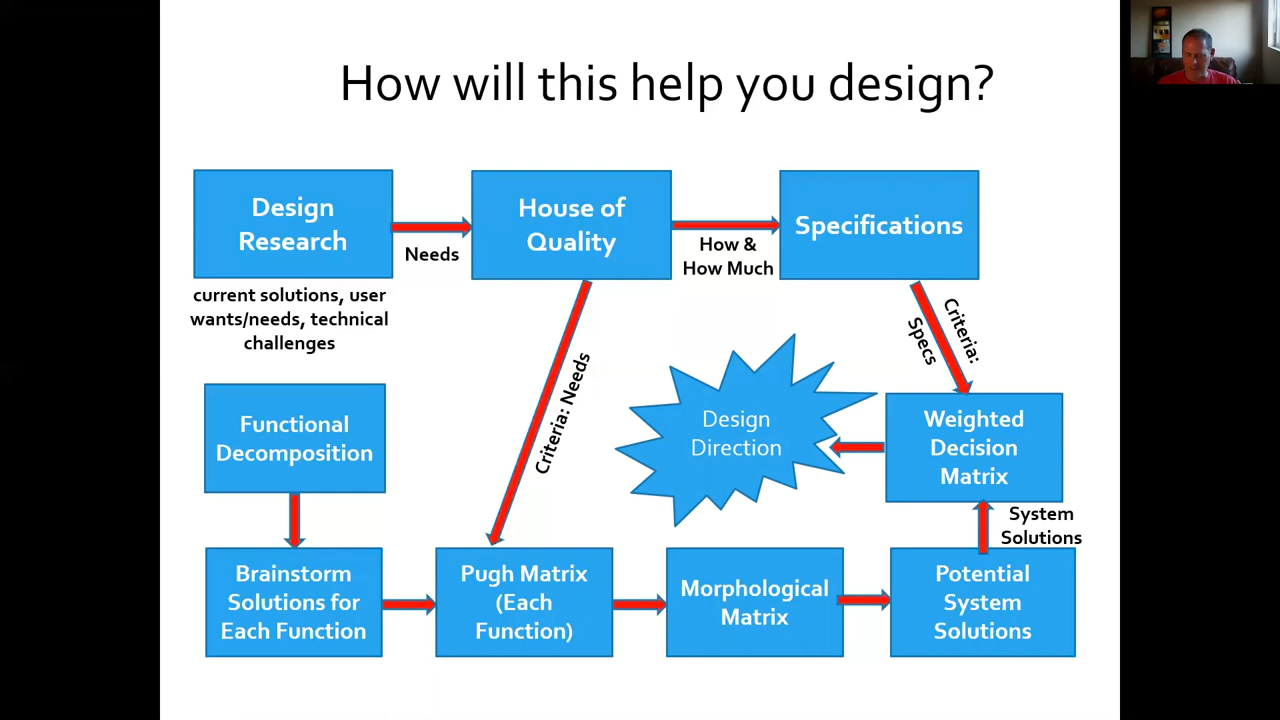 How will this help you design?
Design
Research
Needs
House of
Quality
How &
How Much
Specifications
current solutions, user
wants/needs, technical
challenges
Criteria: Needs
Criteria:
Specs
Functional
Decomposition
Design
Direction
Weighted
Decision
Matrix
System
Solutions
Brainstorm
Solutions for
Each Function
Pugh Matrix
(Each
Function)
Morphological
Matrix
Potential
System
Solutions